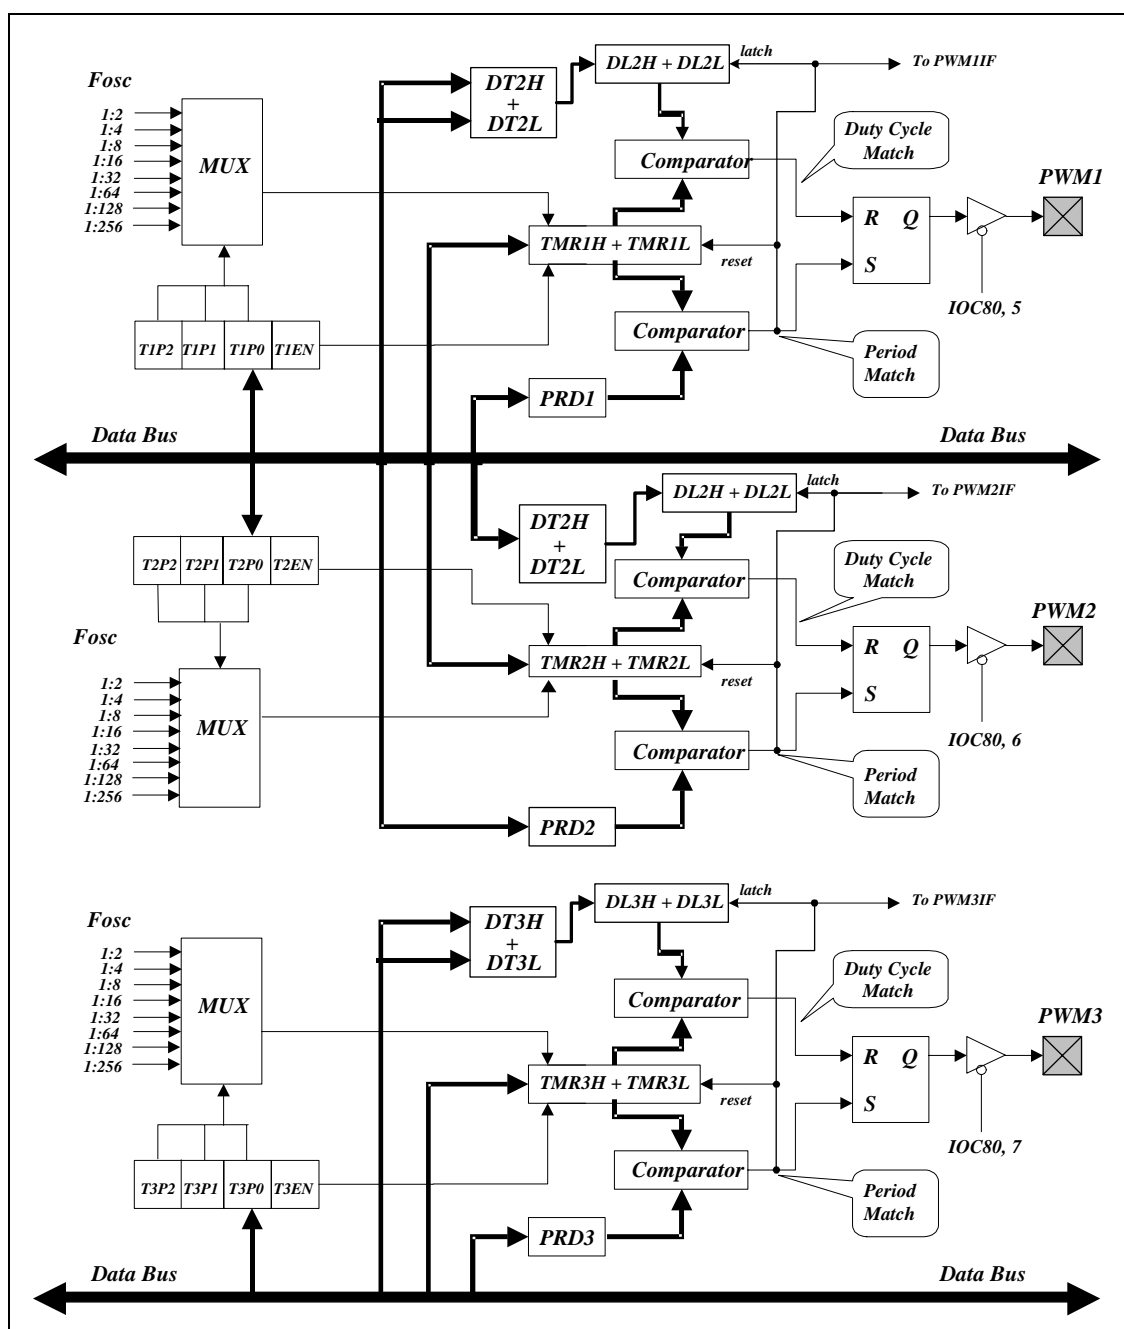 DL2H + DL2L
latch
To PWM1IF
Fosc
DT2H
+
DT2L
1:2
1:4
1:8
1:16
1:32
1:64
1:128
1:256
MUX
Comparator
Duty Cycle
Match
PWM1
R Q
S
TMR1H + TMR1L
reset
IOC80, 5
Comparator
Period
Match
T1P2 T1P1 T1P0 T1EN
PRD1
Data Bus
Data Bus
DL2H + DL2L
latch
To PWM2IF
DT2H
+
DT2L
T2P2 T2P1 T2P0 T2EN
Comparator
Duty Cycle
Match
PWM2
Fosc
R Q
S
TMR2H + TMR2L
reset
1:2
1:4
1:8
1:16
1:32
1:64
1:128
1:256
MUX
IOC80, 6
Comparator
Period
Match
PRD2
DL3H + DL3L
latch
To PWM3IF
Fosc
DT3H
+
DT3L
1:2
1:4
1:8
1:16
1:32
1:64
1:128
1:256
MUX
Comparator
Duty Cycle
Match
PWM3
R Q
S
TMR3H + TMR3L
reset
IOC80, 7
Comparator
Period
Match
T3P2 T3P1 T3P0 T3EN
PRD3
Data Bus
Data Bus